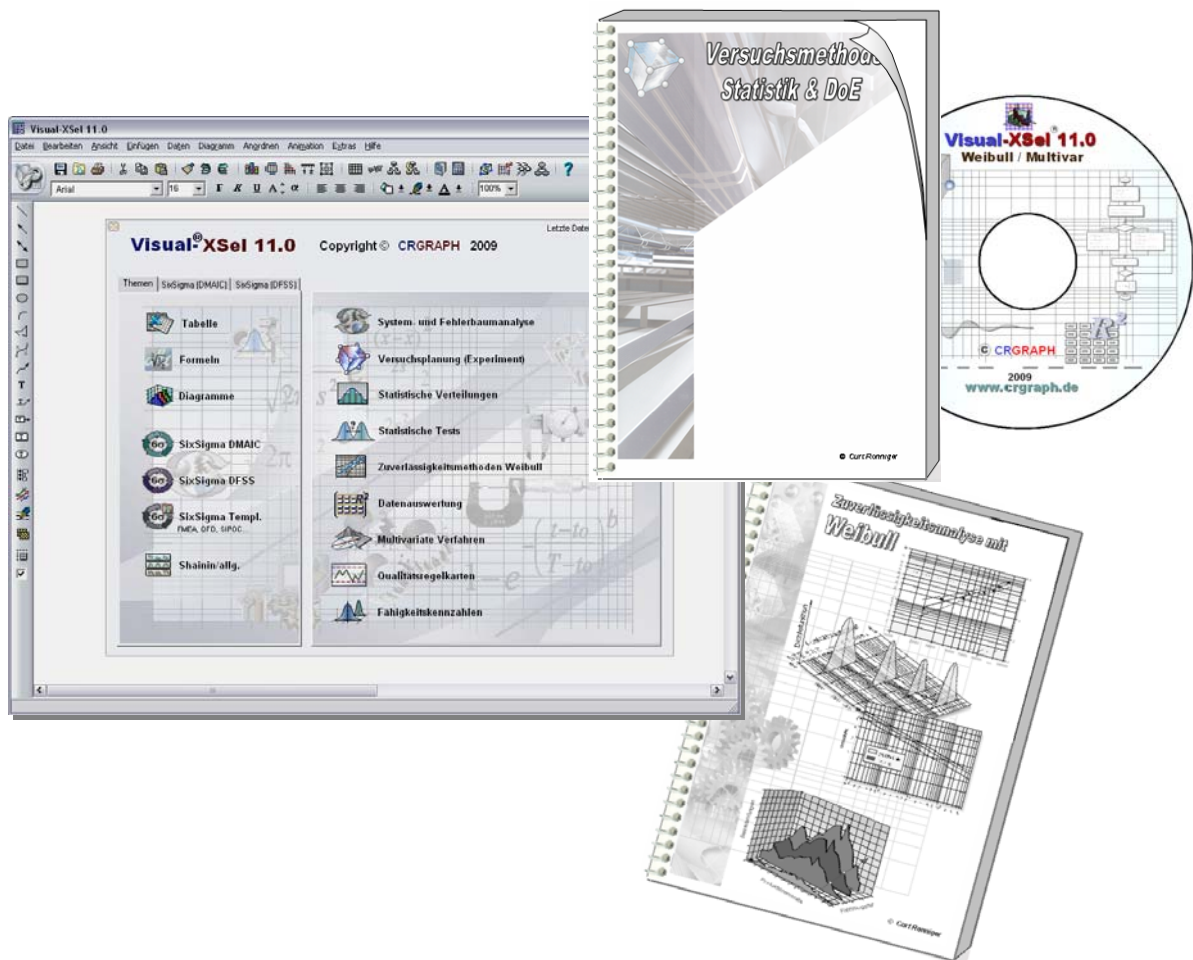 Visual-XSel 11.0
Datei Bearbeiten Ansicht Einfügen Daten Diagramm Anordnen Animation Extras Hilfe
Arial 16 F K U A α 100%
Letzte Date
Visual-® XSel 11.0 Copyright © CRGRAPH 2009
Themen SixSigma (DMAIC) SixSigma (DFSS)
Tabelle
Formeln
Diagramme
SixSigma DMAIC
SixSigma DFSS
SixSigma Templ.
FMEA, QFD, SIPOC...
Shainin/allg.
System- und Fehlerbaumanalyse
Versuchsplanung (Experiment)
Statistische Verteilungen
Statistische Tests
Zuverlässigkeitsmethoden Weibull
Datenauswertung
Multivariate Verfahren
Qualitätsregelkarten
Fähigkeitskennzahlen
Versuchsmethod
Statistik & DoE
© Curt Ronniger
Visual-XSel® 11.0
Weibull / Multivar
R²
© CRGRAPH
2009
www.crgraph.de
Zuverlässigkeitsanalyse mit
Weibull
© Curt Ronniger